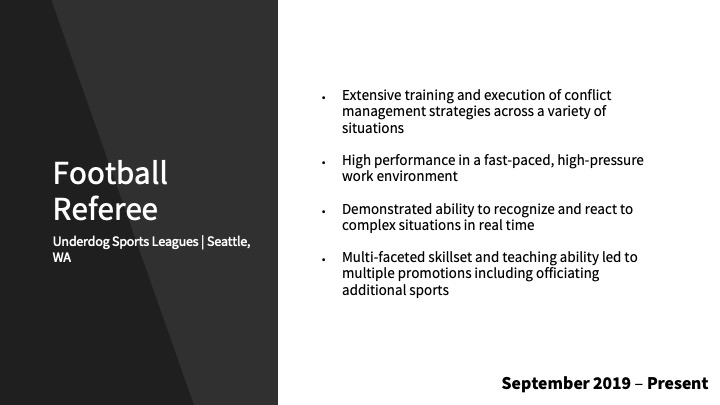 Football
Referee
Underdog Sports Leagues | Seattle,
WA
• Extensive training and execution of conflict
management strategies across a variety of
situations
• High performance in a fast-paced, high-pressure
work environment
• Demonstrated ability to recognize and react to
complex situations in real time
• Multi-faceted skillset and teaching ability led to
multiple promotions including officiating
additional sports
September 2019 – Present